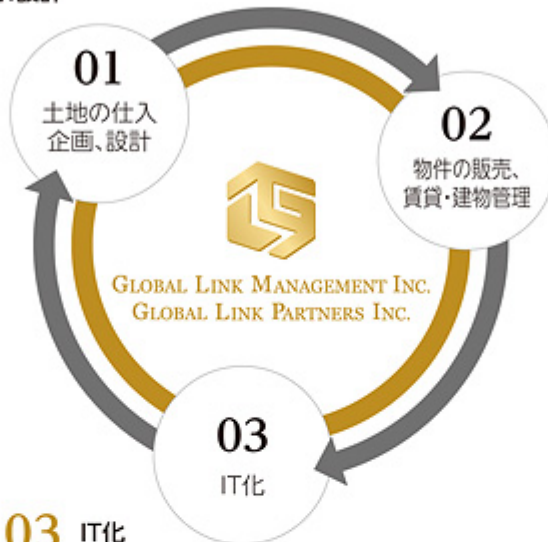 01
土地の仕入
企画、設計
02
物件の販売、
賃貸・建物管理
GLOBAL LINK MANAGEMENT INC.
GLOBAL LINK PARTNERS INC.
03
IT化
03 IT化